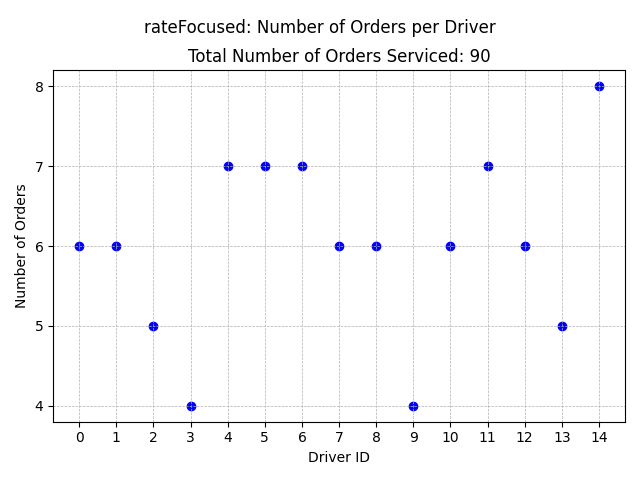 rateFocused: Number of Orders per Driver
Total Number of Orders Serviced: 90
Number of Orders
8
7
6
5
4
0 1 2 3 4 5 6 7 8 9 10 11 12 13 14
Driver ID